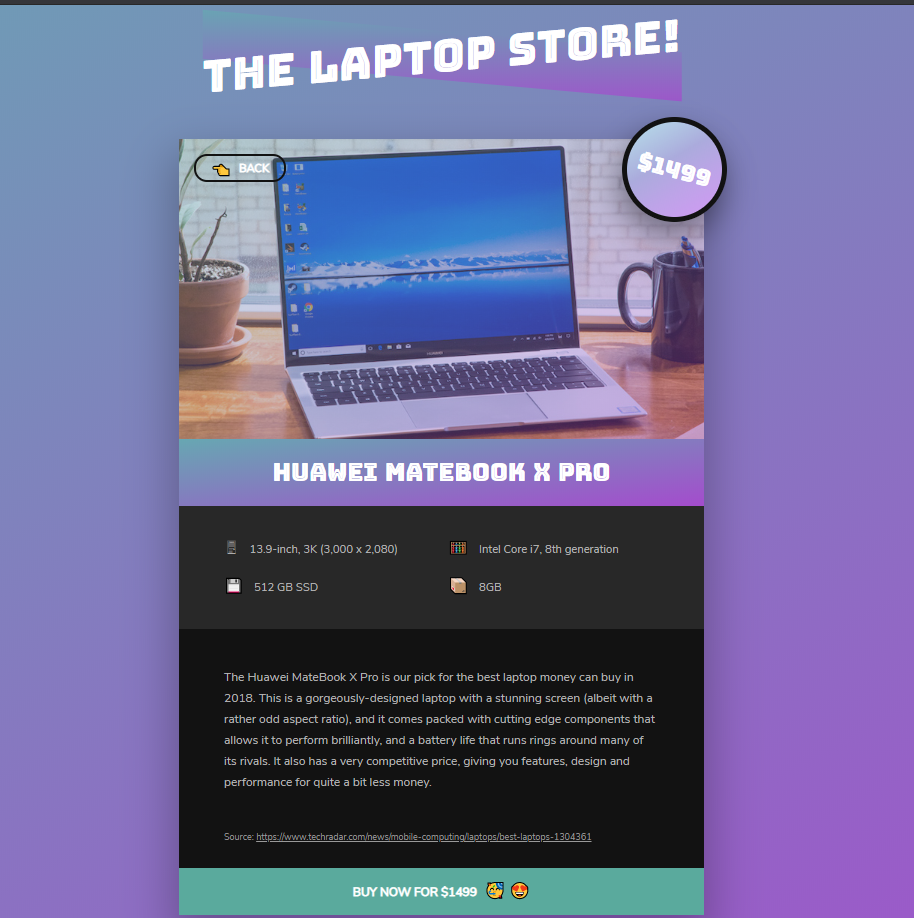 THE LAPTOP STORE!
BACK
$1499
HUAWEI MATEBOOK X PRO
13.9-inch, 3K (3,000 x 2,080)
Intel Core i7, 8th generation
512 GB SSD
8GB
The Huawei MateBook X Pro is our pick for the best laptop money can buy in
2018. This is a gorgeously-designed laptop with a stunning screen (albeit with a
rather odd aspect ratio), and it comes packed with cutting edge components that
allows it to perform brilliantly, and a battery life that runs rings around many of
its rivals. It also has a very competitive price, giving you features, design and
performance for quite a bit less money.
Source: https://www.techradar.com/news/mobile-computing/laptops/best-laptops-1304361
BUY NOW FOR $1499